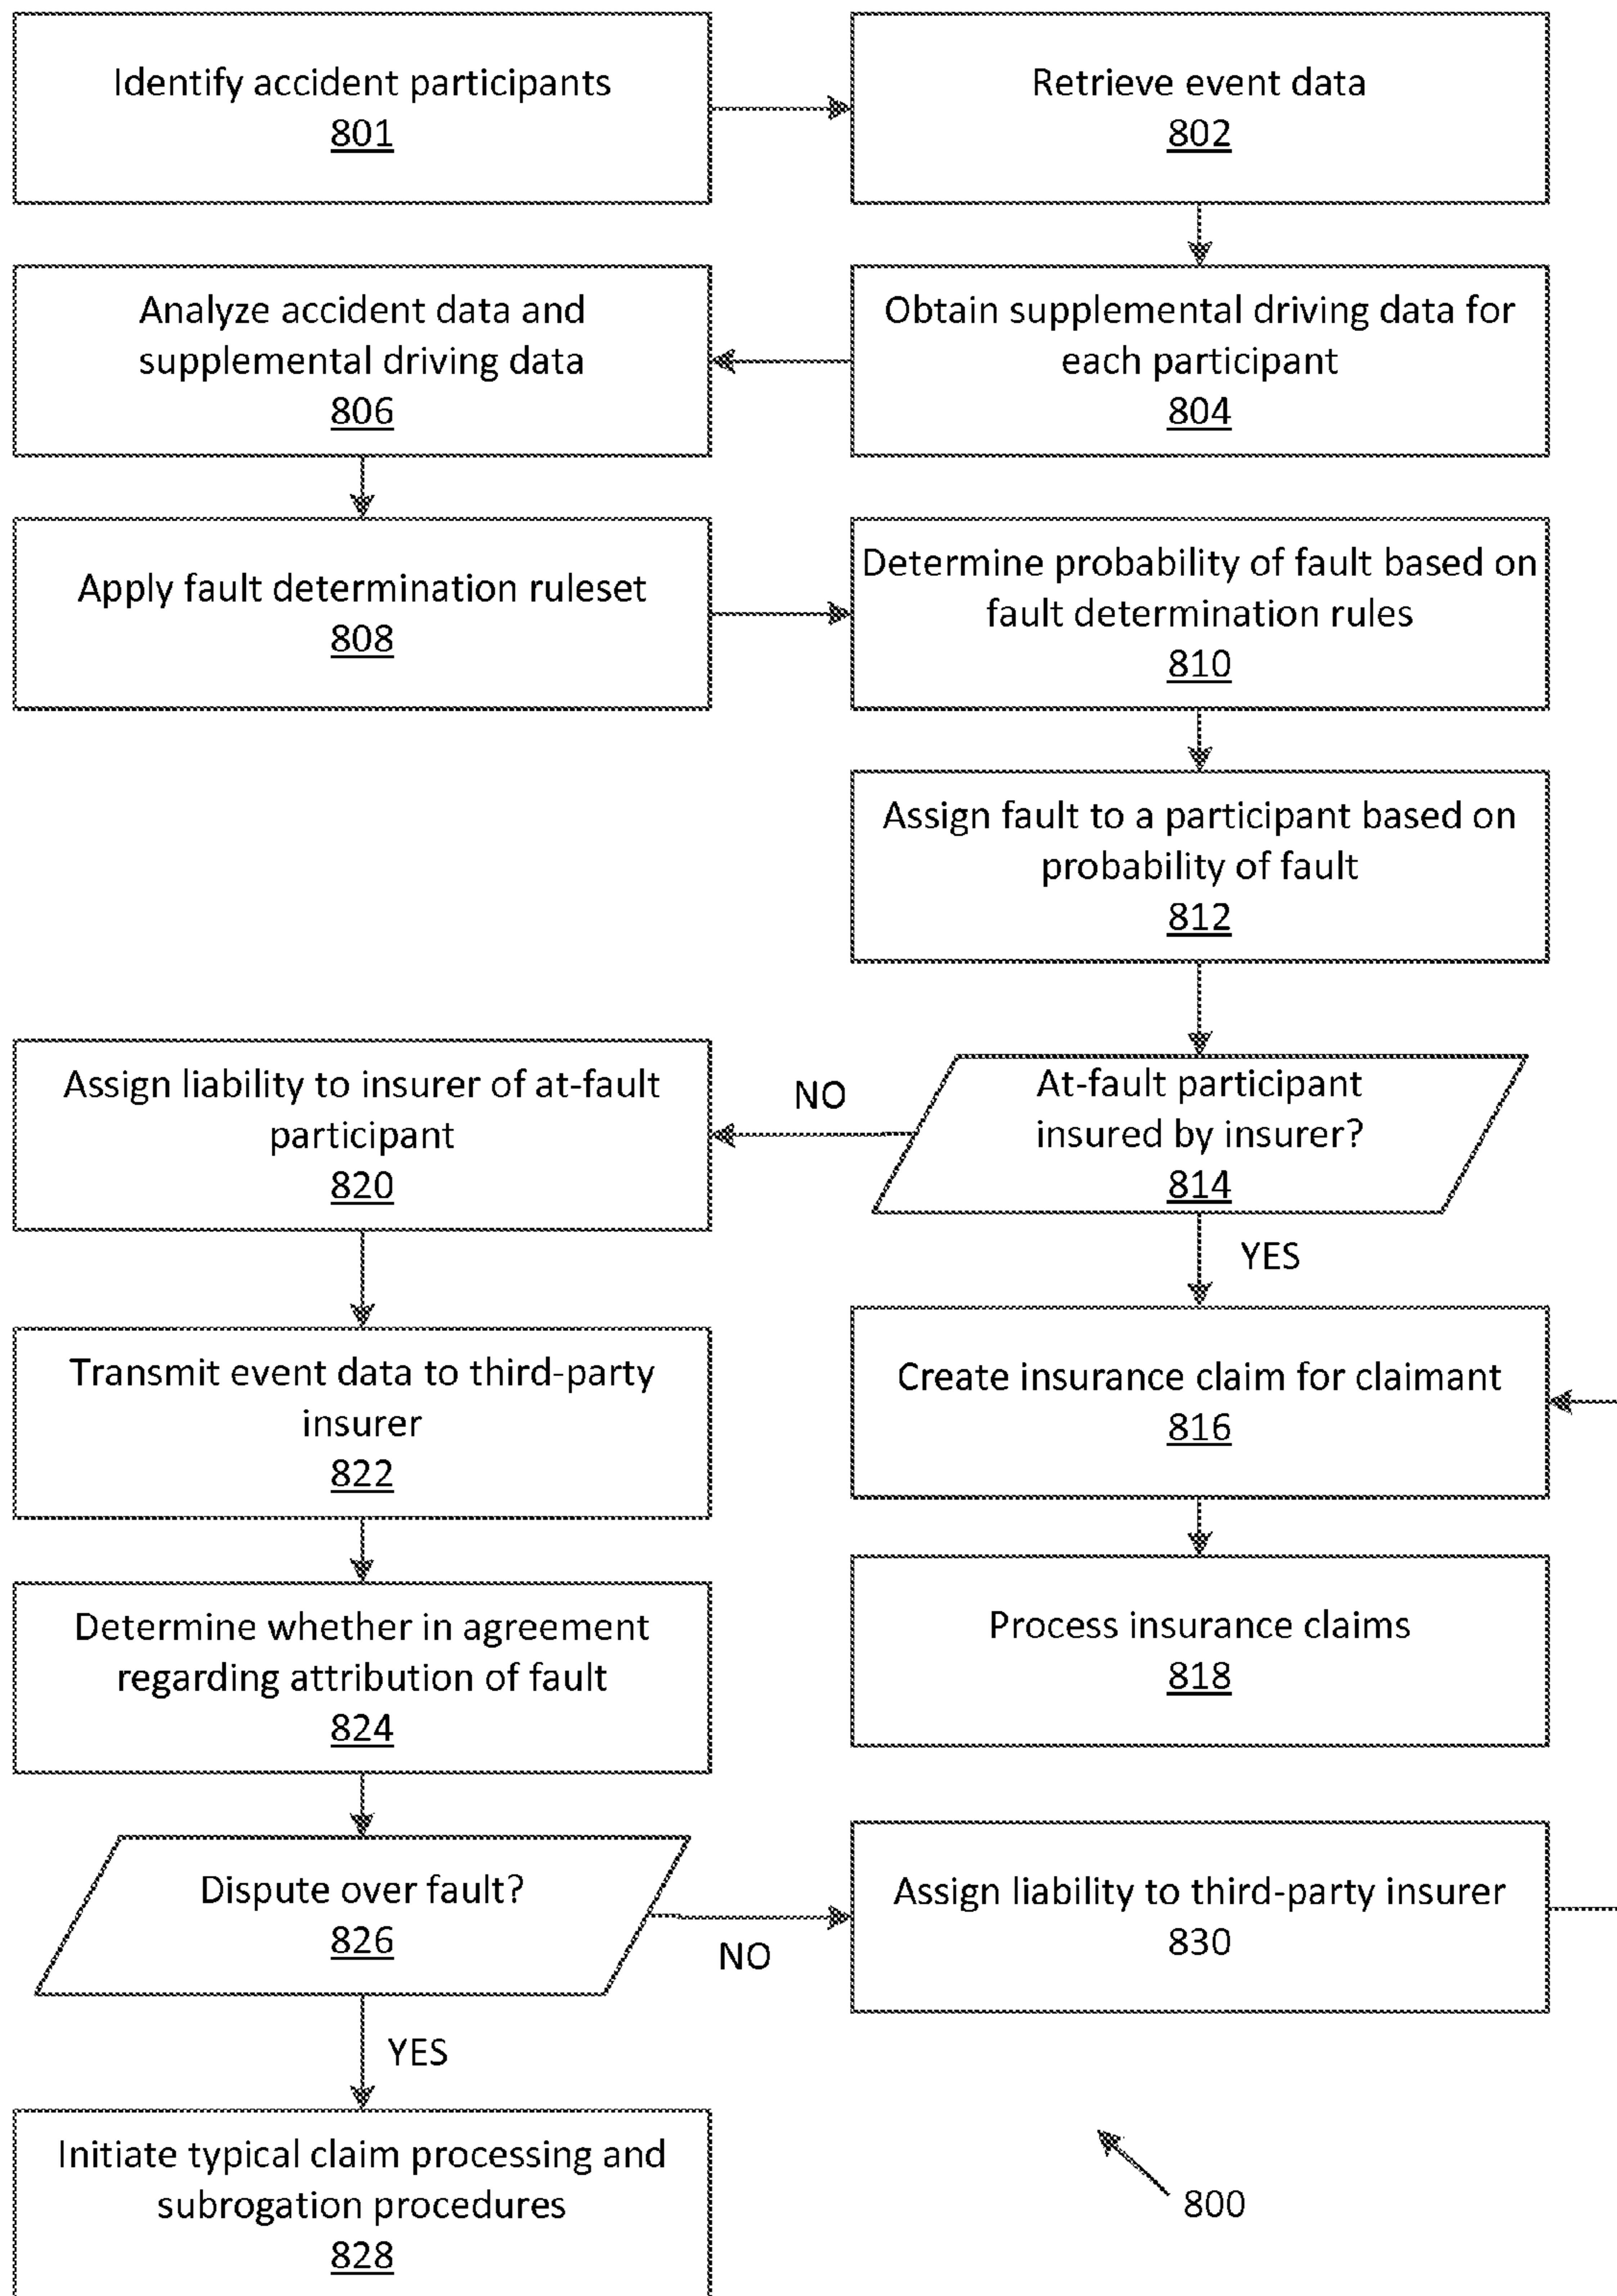 Identify accident participants
801
Retrieve event data
802
Obtain supplemental driving data for
each participant
804
Analyze accident data and
supplemental driving data
806
Apply fault determination ruleset
808
Determine probability of fault based on
fault determination rules
810
Assign fault to a participant based on
probability of fault
812
At-fault participant
insured by insurer?
814
NO
YES
Assign liability to insurer of at-fault
participant
820
Transmit event data to third-party
insurer
822
Create insurance claim for claimant
816
Process insurance claims
818
Determine whether in agreement
regarding attribution of fault
824
Dispute over fault?
826
NO
Assign liability to third-party insurer
830
YES
Initiate typical claim processing and
subrogation procedures
828
800